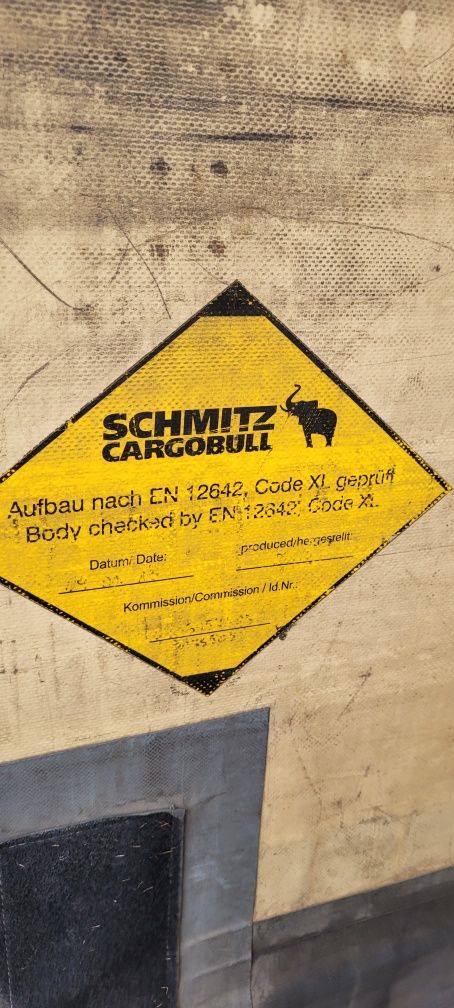 SCHMITZ
CARGOBULL
Aufbau nach EN 12642, Code XL geprüft
Body checked by EN 12642, Code XL
Datum/ Date:
produced/hergestellt:
Kommission/Commission / Id.Nr.: